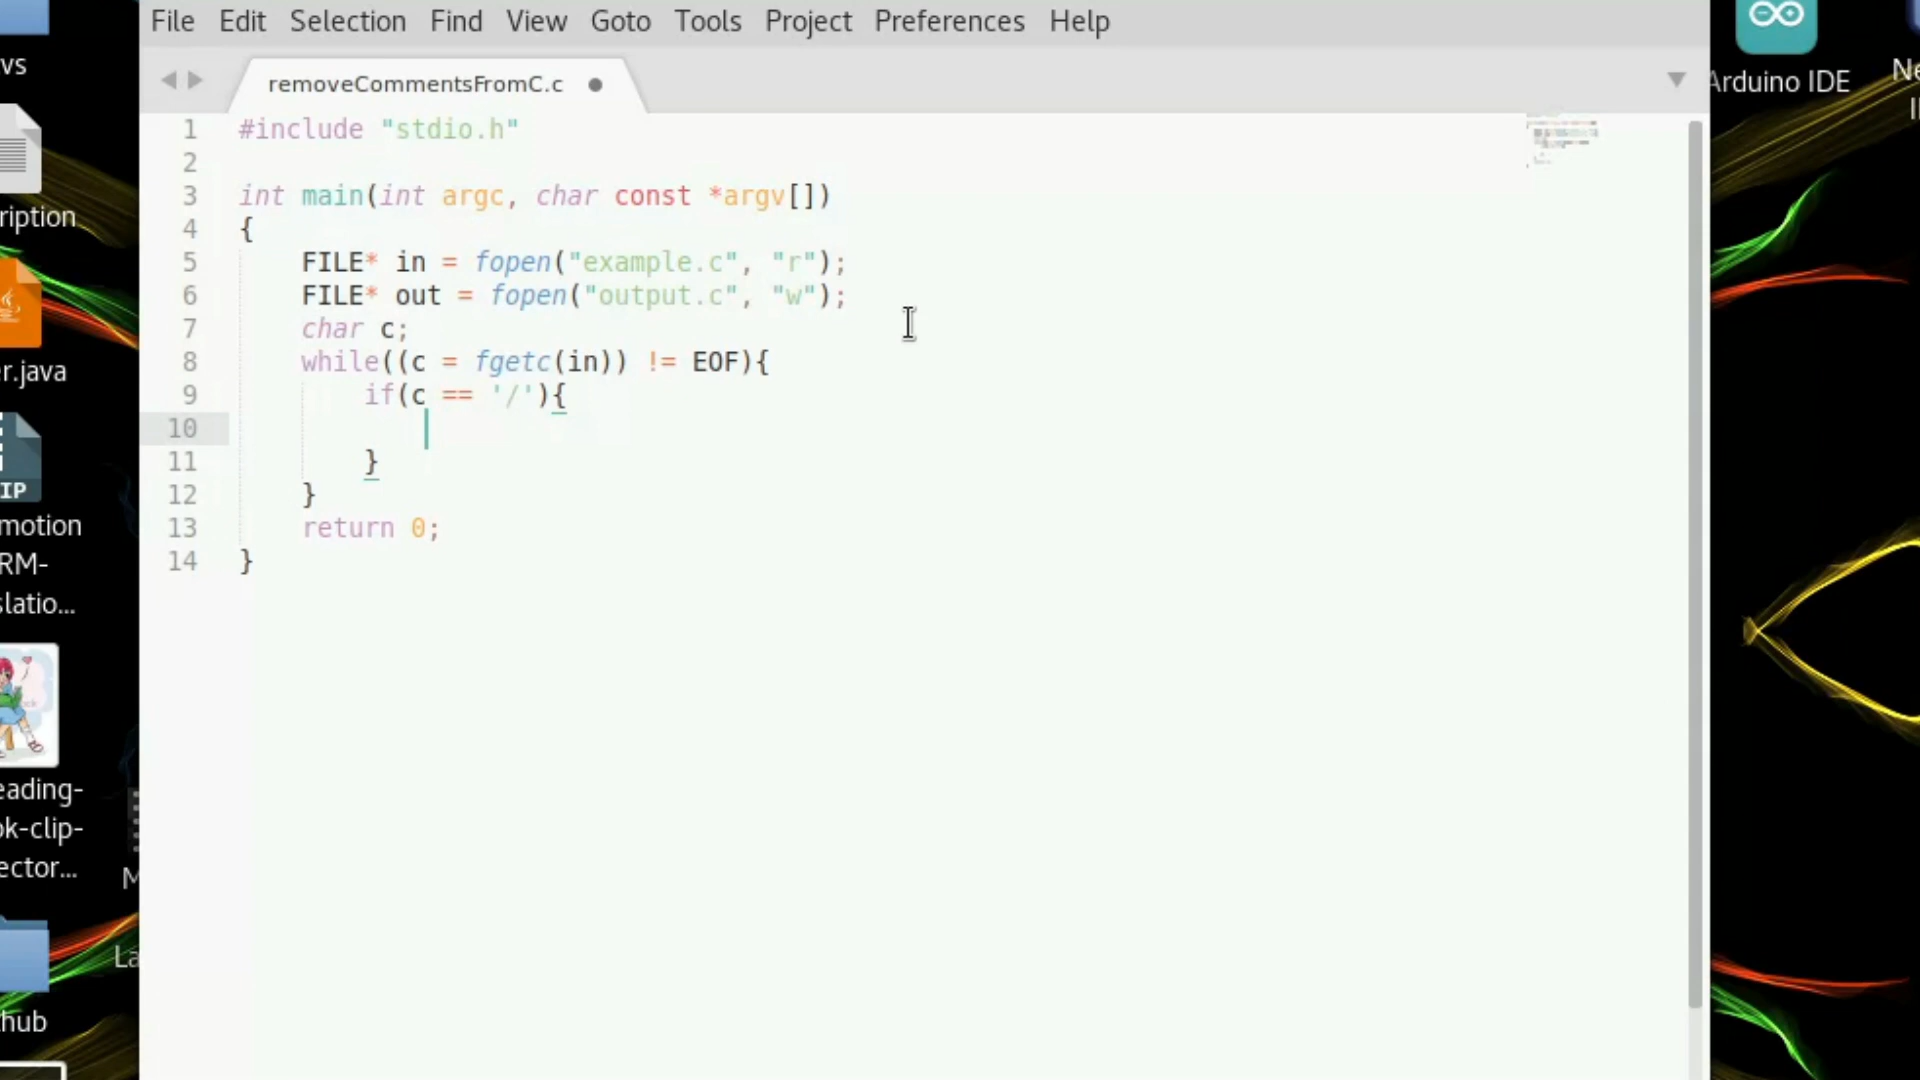 File Edit Selection Find View Goto Tools Project Preferences Help
removeCommentsFromC.c
1 #include "stdio.h"
2
3 int main(int argc, char const *argv[])
4 {
5 FILE* in = fopen("example.c", "r");
6 FILE* out = fopen("output.c", "w");
7 char c;
8 while((c = fgetc(in)) != EOF){
9 if(c == '/'){
10
11 }
12 }
13 return 0;
14 }
vs
ription
er.java
IP
motion
RM-
slatio...
eading-
ok-clip-
ector...
M
La
hub
Arduino IDE
Ne